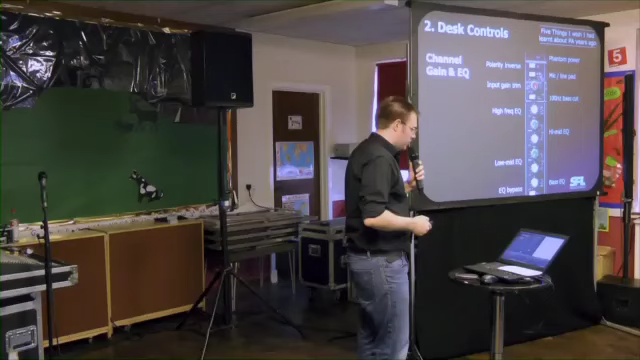 2. Desk Controls
Five Things I wish I had
learnt about PA years ago
Channel
Gain & EQ
Polarity inverse
Phantom power
Input gain trim
High freq EQ
Hi-mid EQ
Low-mid EQ
Bass EQ
EQ bypass
SFL
5